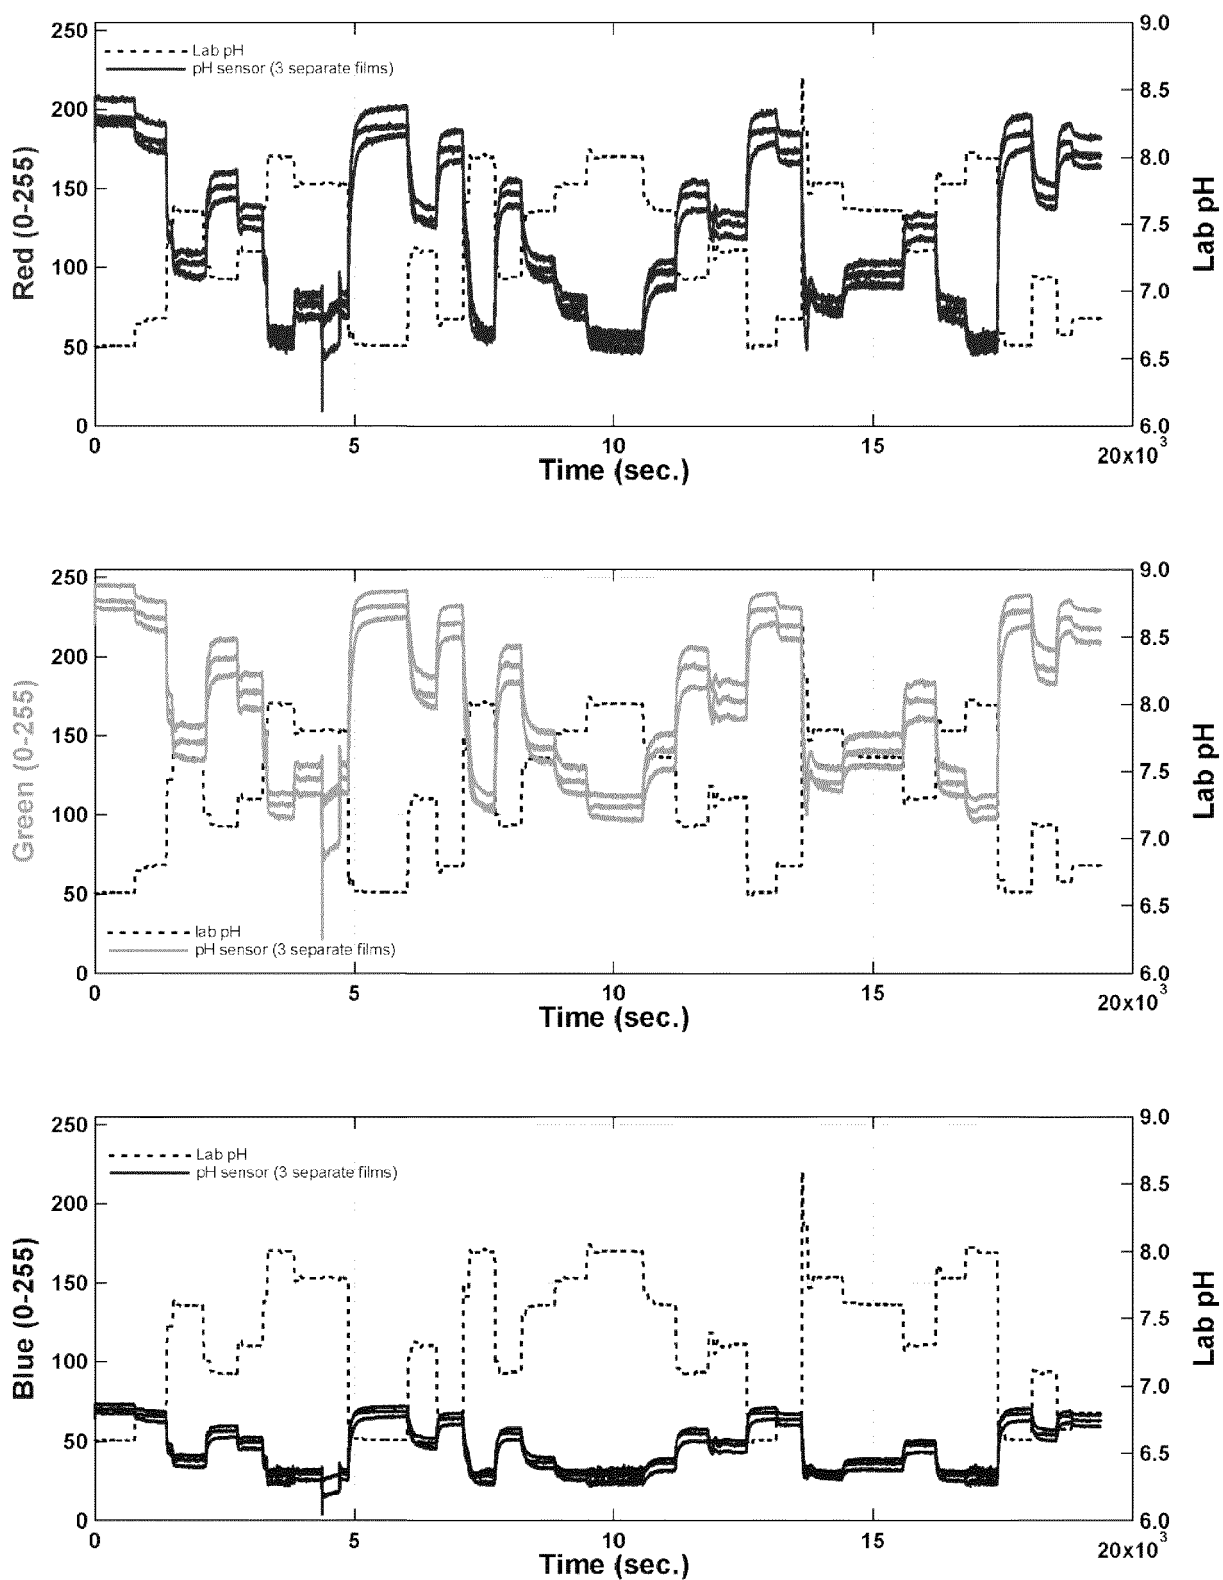 250
200
150
100
50
0
Red (0-255)
Lab pH
pH sensor (3 separate films)
9.0
8.5
8.0
7.5
7.0
6.5
6.0
Lab pH
0
5
10
15
20x10³
Time (sec.)
250
200
150
100
50
0
Green (0-255)
lab pH
pH sensor (3 separate films)
9.0
8.5
8.0
7.5
7.0
6.5
6.0
Lab pH
0
5
10
15
20x10³
Time (sec.)
250
200
150
100
50
0
Blue (0-255)
Lab pH
pH sensor (3 separate films)
9.0
8.5
8.0
7.5
7.0
6.5
6.0
Lab pH
0
5
10
15
20x10³
Time (sec.)